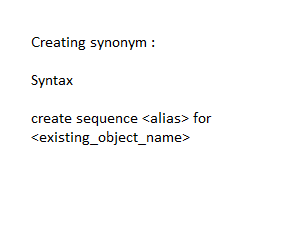 Creating synonym :
Syntax
create sequence <alias> for
<existing_object_name>